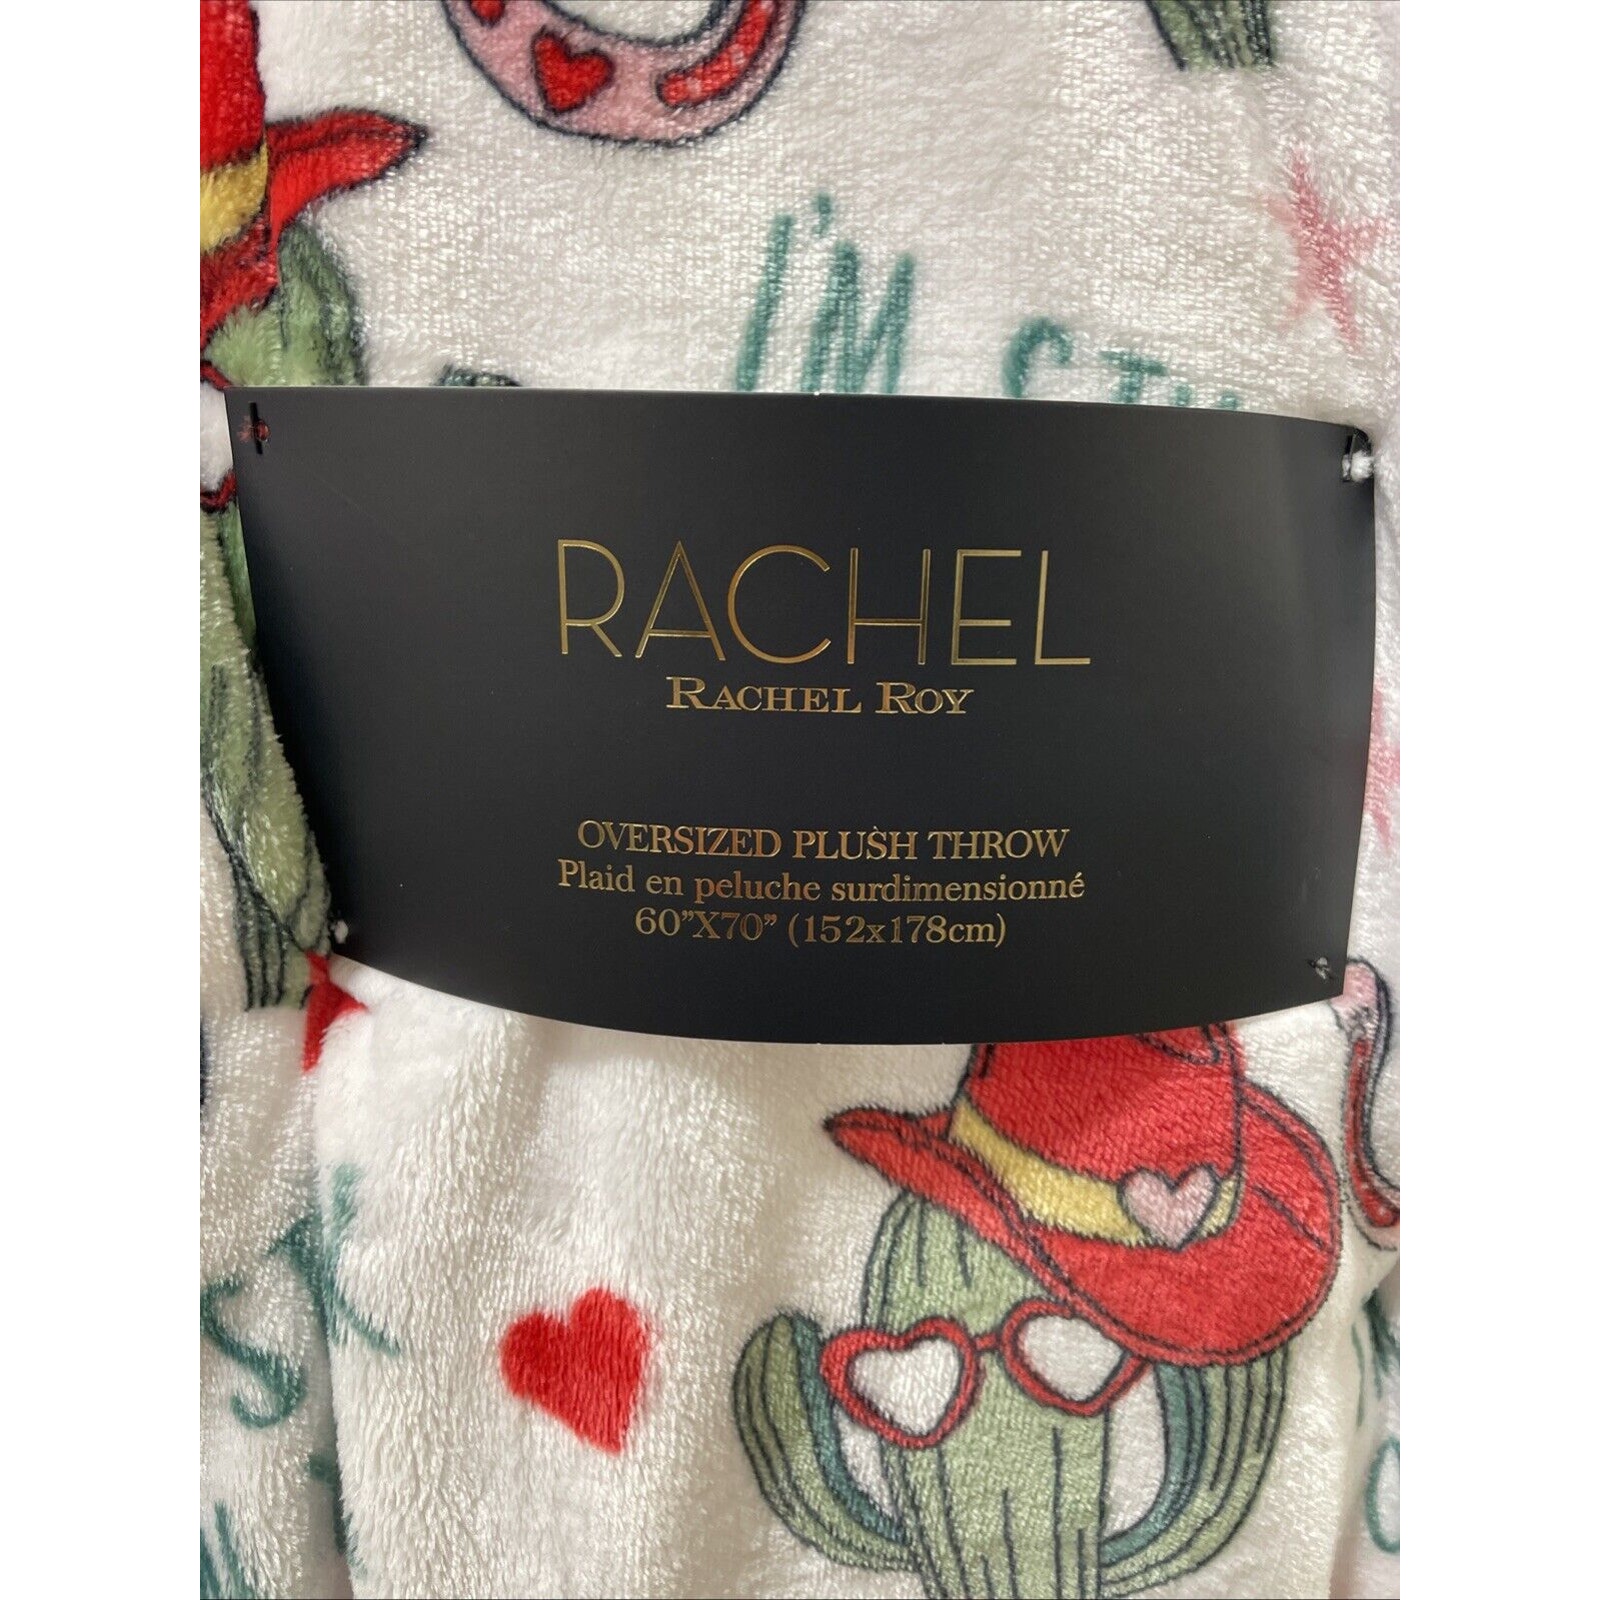 I'M
RACHEL
RACHEL ROY
OVERSIZED PLUSH THROW
Plaid en peluche surdimensionné
60"X70" (152x178cm)